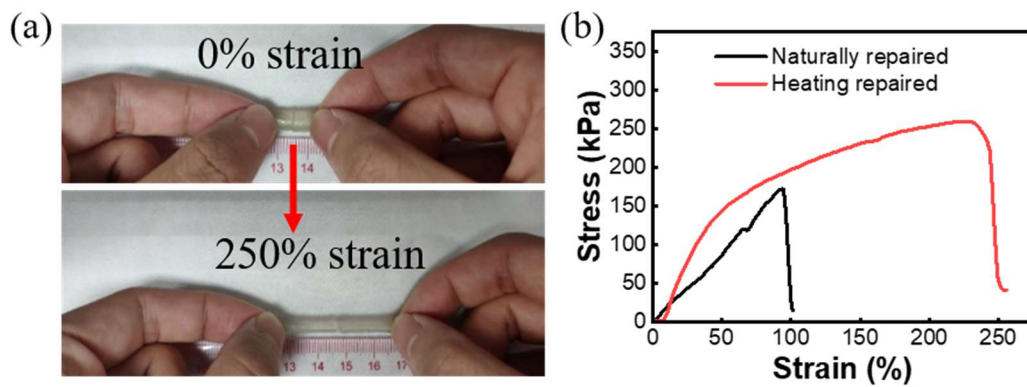 (a)
0% strain
13 14
250% strain
13 14 15 16 17
(b)
350
300
250
200
150
100
50
0
Stress (kPa)
Naturally repaired
Heating repaired
0 50 100 150 200 250
Strain (%)